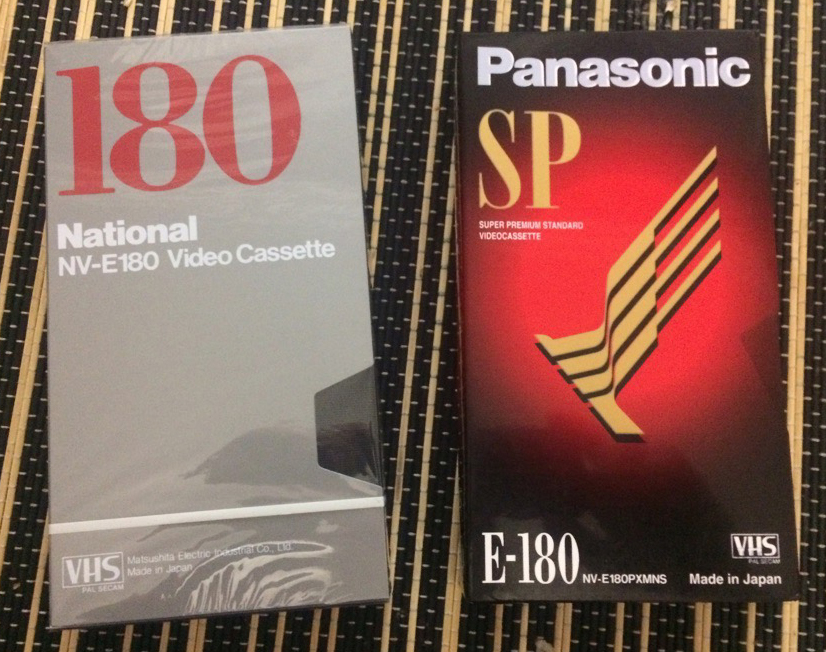 180
National
NV-E180 Video Cassette
VHS
PAL SECAM
Matsushita Electric Industrial Co., Ltd.
Made in Japan
Panasonic
SP
SUPER PREMIUM STANDARD
VIDEOCASSETTE
E-180 NV-E180PXMNS
Made in Japan
VHS
PAL SECAM